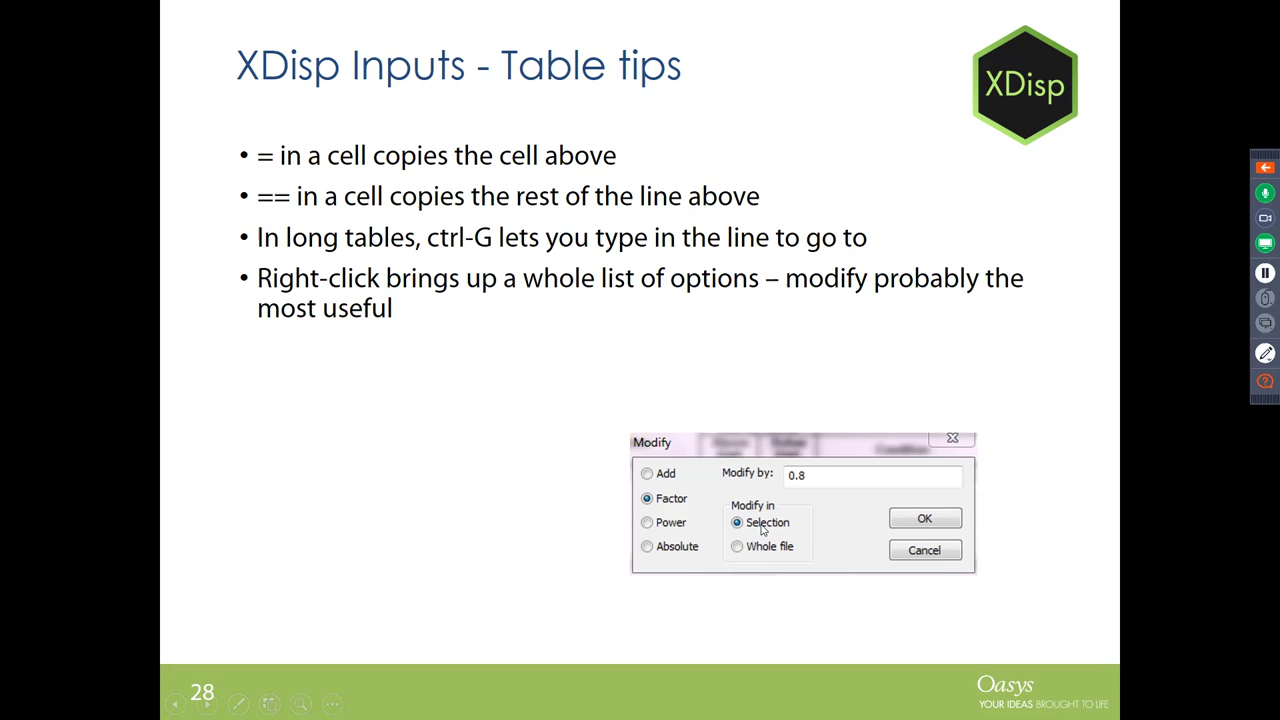 XDisp Inputs - Table tips
XDisp
• = in a cell copies the cell above
• == in a cell copies the rest of the line above
• In long tables, ctrl-G lets you type in the line to go to
• Right-click brings up a whole list of options – modify probably the
most useful
Modify
Condition
Add
Modify by:
0.8
Factor
Modify in
Power
Selection
OK
Absolute
Whole file
Cancel
28
Oasys
YOUR IDEAS BROUGHT TO LIFE